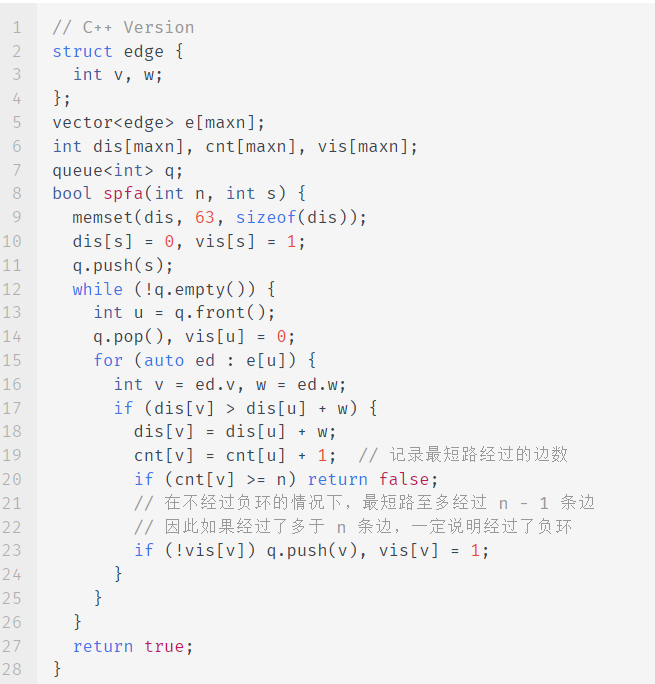 1 // C++ Version
2 struct edge {
3   int v, w;
4 };
5 vector<edge> e[maxn];
6 int dis[maxn], cnt[maxn], vis[maxn];
7 queue<int> q;
8 bool spfa(int n, int s) {
9   memset(dis, 63, sizeof(dis));
10   dis[s] = 0, vis[s] = 1;
11   q.push(s);
12   while (!q.empty()) {
13     int u = q.front();
14     q.pop(), vis[u] = 0;
15     for (auto ed : e[u]) {
16       int v = ed.v, w = ed.w;
17       if (dis[v] > dis[u] + w) {
18         dis[v] = dis[u] + w;
19         cnt[v] = cnt[u] + 1;  // 记录最短路经过的边数
20         if (cnt[v] >= n) return false;
21         // 在不经过负环的情况下，最短路至多经过 n - 1 条边
22         // 因此如果经过了多于 n 条边，一定说明经过了负环
23         if (!vis[v]) q.push(v), vis[v] = 1;
24       }
25     }
26   }
27   return true;
28 }